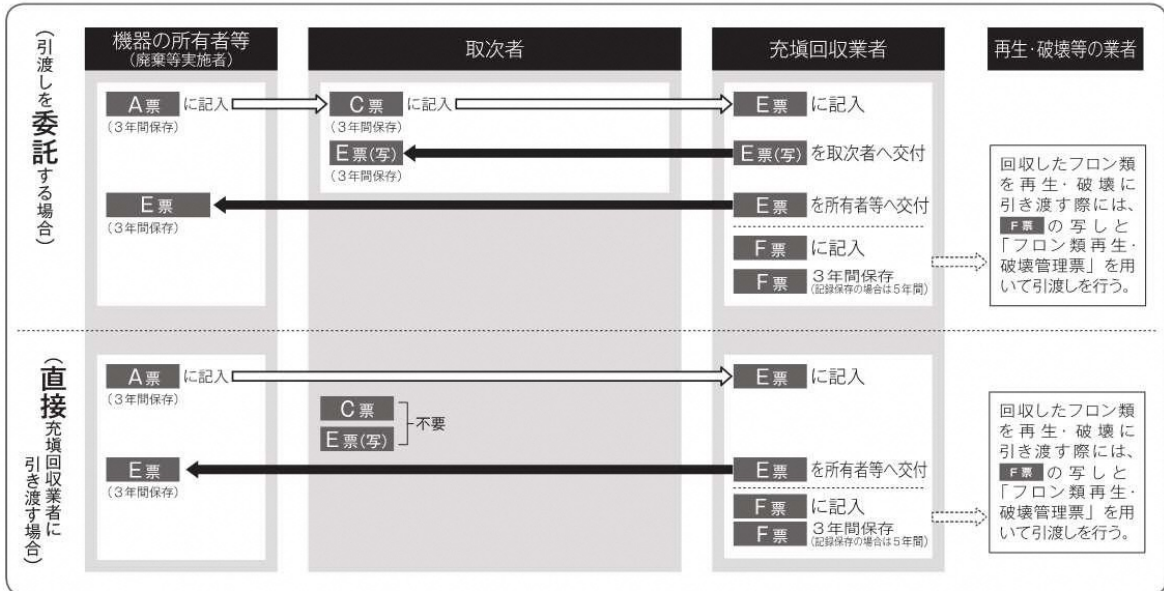 機器の所有者等
(廃棄等実施者)
取次者
充塡回収業者
再生・破壊等の業者
(引渡しを委託する場合)
A票 に記入
(3年間保存)
C票 に記入
(3年間保存)
E票 に記入
E票(写)
(3年間保存)
E票(写) を取次者へ交付
E票
(3年間保存)
E票 を所有者等へ交付
F票 に記入
F票 3年間保存
(記録保存の場合は5年間)
回収したフロン類
を再生・破壊に
引き渡す際には、
F票 の写しと
「フロン類再生・
破壊管理票」を用
いて引渡しを行う。
(直接充塡回収業者に
引き渡す場合)
A票 に記入
(3年間保存)
E票 に記入
C票
E票(写)
不要
E票
(3年間保存)
E票 を所有者等へ交付
F票 に記入
F票 3年間保存
(記録保存の場合は5年間)
回収したフロン類
を再生・破壊に
引き渡す際には、
F票 の写しと
「フロン類再生・
破壊管理票」を用
いて引渡しを行う。